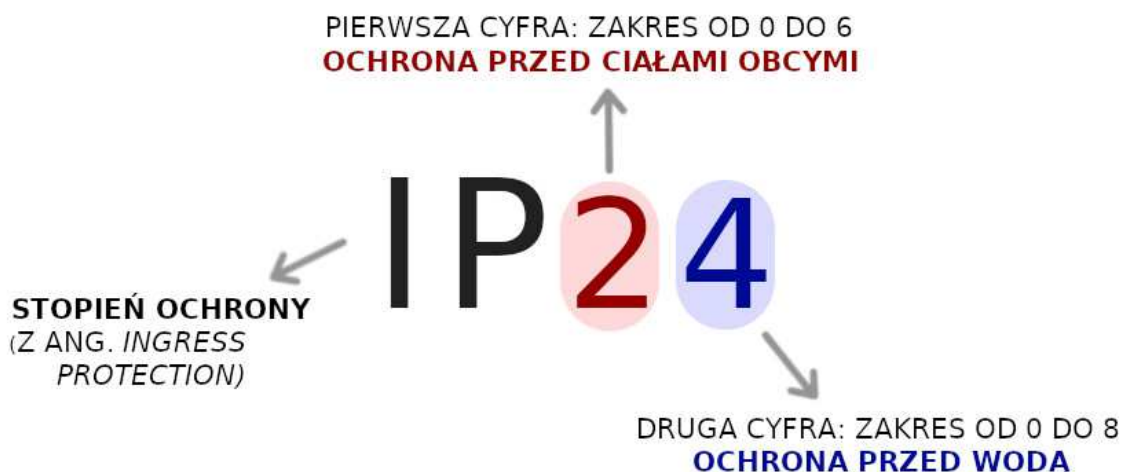 PIERWSZA CYFRA: ZAKRES OD 0 DO 6
OCHRONA PRZED CIAŁAMI OBCYMI
IP24
STOPIEŃ OCHRONY
(Z ANG. INGRESS
PROTECTION)
DRUGA CYFRA: ZAKRES OD 0 DO 8
OCHRONA PRZED WODA